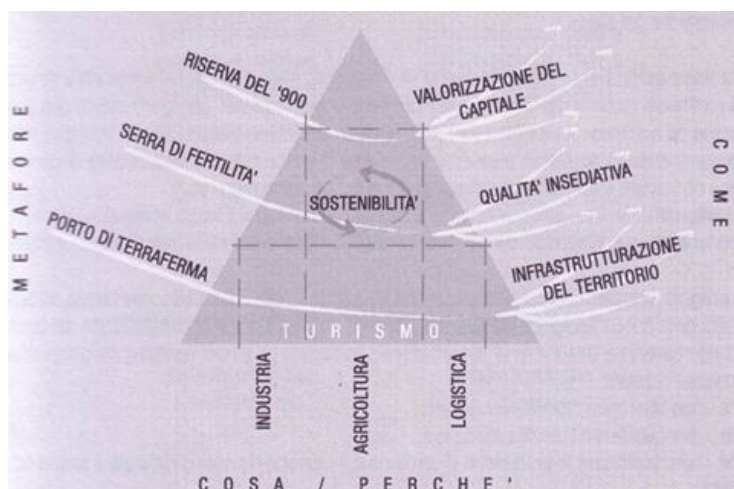 METAFORE
RISERVA DEL '900
SERRA DI FERTILITA'
PORTO DI TERRAFERMA
SOSTENIBILITA'
VALORIZZAZIONE DEL
CAPITALE
QUALITA' INSEDIATIVA
INFRASTRUTTURAZIONE
DEL TERRITORIO
COME
TURISMO
INDUSTRIA
AGRICOLTURA
LOGISTICA
COSA / PERCHE'